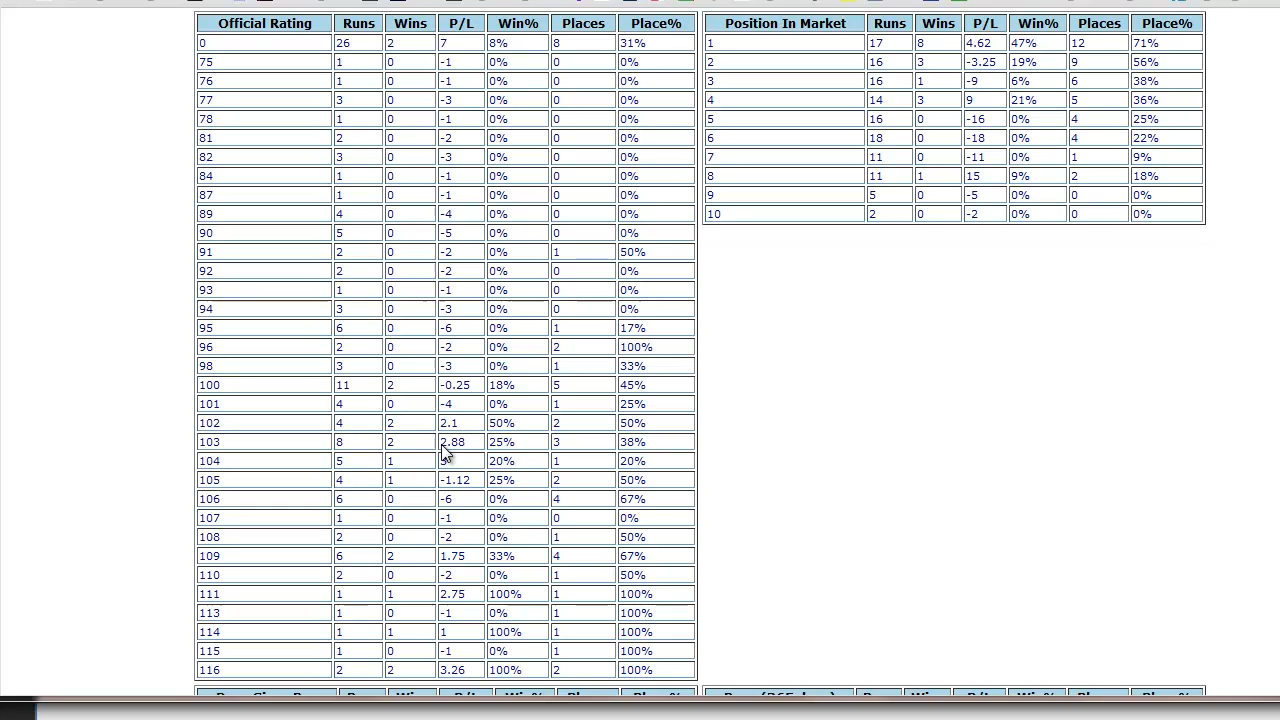 Official Rating Runs Wins P/L Win% Places Place%
0 26 2 7 8% 8 31%
75 1 0 -1 0% 0 0%
76 1 0 -1 0% 0 0%
77 3 0 -3 0% 0 0%
78 1 0 -1 0% 0 0%
81 2 0 -2 0% 0 0%
82 3 0 -3 0% 0 0%
84 1 0 -1 0% 0 0%
87 1 0 -1 0% 0 0%
89 4 0 -4 0% 0 0%
90 5 0 -5 0% 0 0%
91 2 0 -2 0% 1 50%
92 2 0 -2 0% 0 0%
93 1 0 -1 0% 0 0%
94 3 0 -3 0% 0 0%
95 6 0 -6 0% 1 17%
96 2 0 -2 0% 2 100%
98 3 0 -3 0% 1 33%
100 11 2 -0.25 18% 5 45%
101 4 0 -4 0% 1 25%
102 4 2 2.1 50% 2 50%
103 8 2 2.88 25% 3 38%
104 5 1 20% 1 20%
105 4 1 -1.12 25% 2 50%
106 6 0 -6 0% 4 67%
107 1 0 -1 0% 0 0%
108 2 0 -2 0% 1 50%
109 6 2 1.75 33% 4 67%
110 2 0 -2 0% 1 50%
111 1 1 2.75 100% 1 100%
113 1 0 -1 0% 1 100%
114 1 1 1 100% 1 100%
115 1 0 -1 0% 1 100%
116 2 2 3.26 100% 2 100%
Position In Market Runs Wins P/L Win% Places Place%
1 17 8 4.62 47% 12 71%
2 16 3 -3.25 19% 9 56%
3 16 1 -9 6% 6 38%
4 14 3 9 21% 5 36%
5 16 0 -16 0% 4 25%
6 18 0 -18 0% 4 22%
7 11 0 -11 0% 1 9%
8 11 1 15 9% 2 18%
9 5 0 -5 0% 0 0%
10 2 0 -2 0% 0 0%